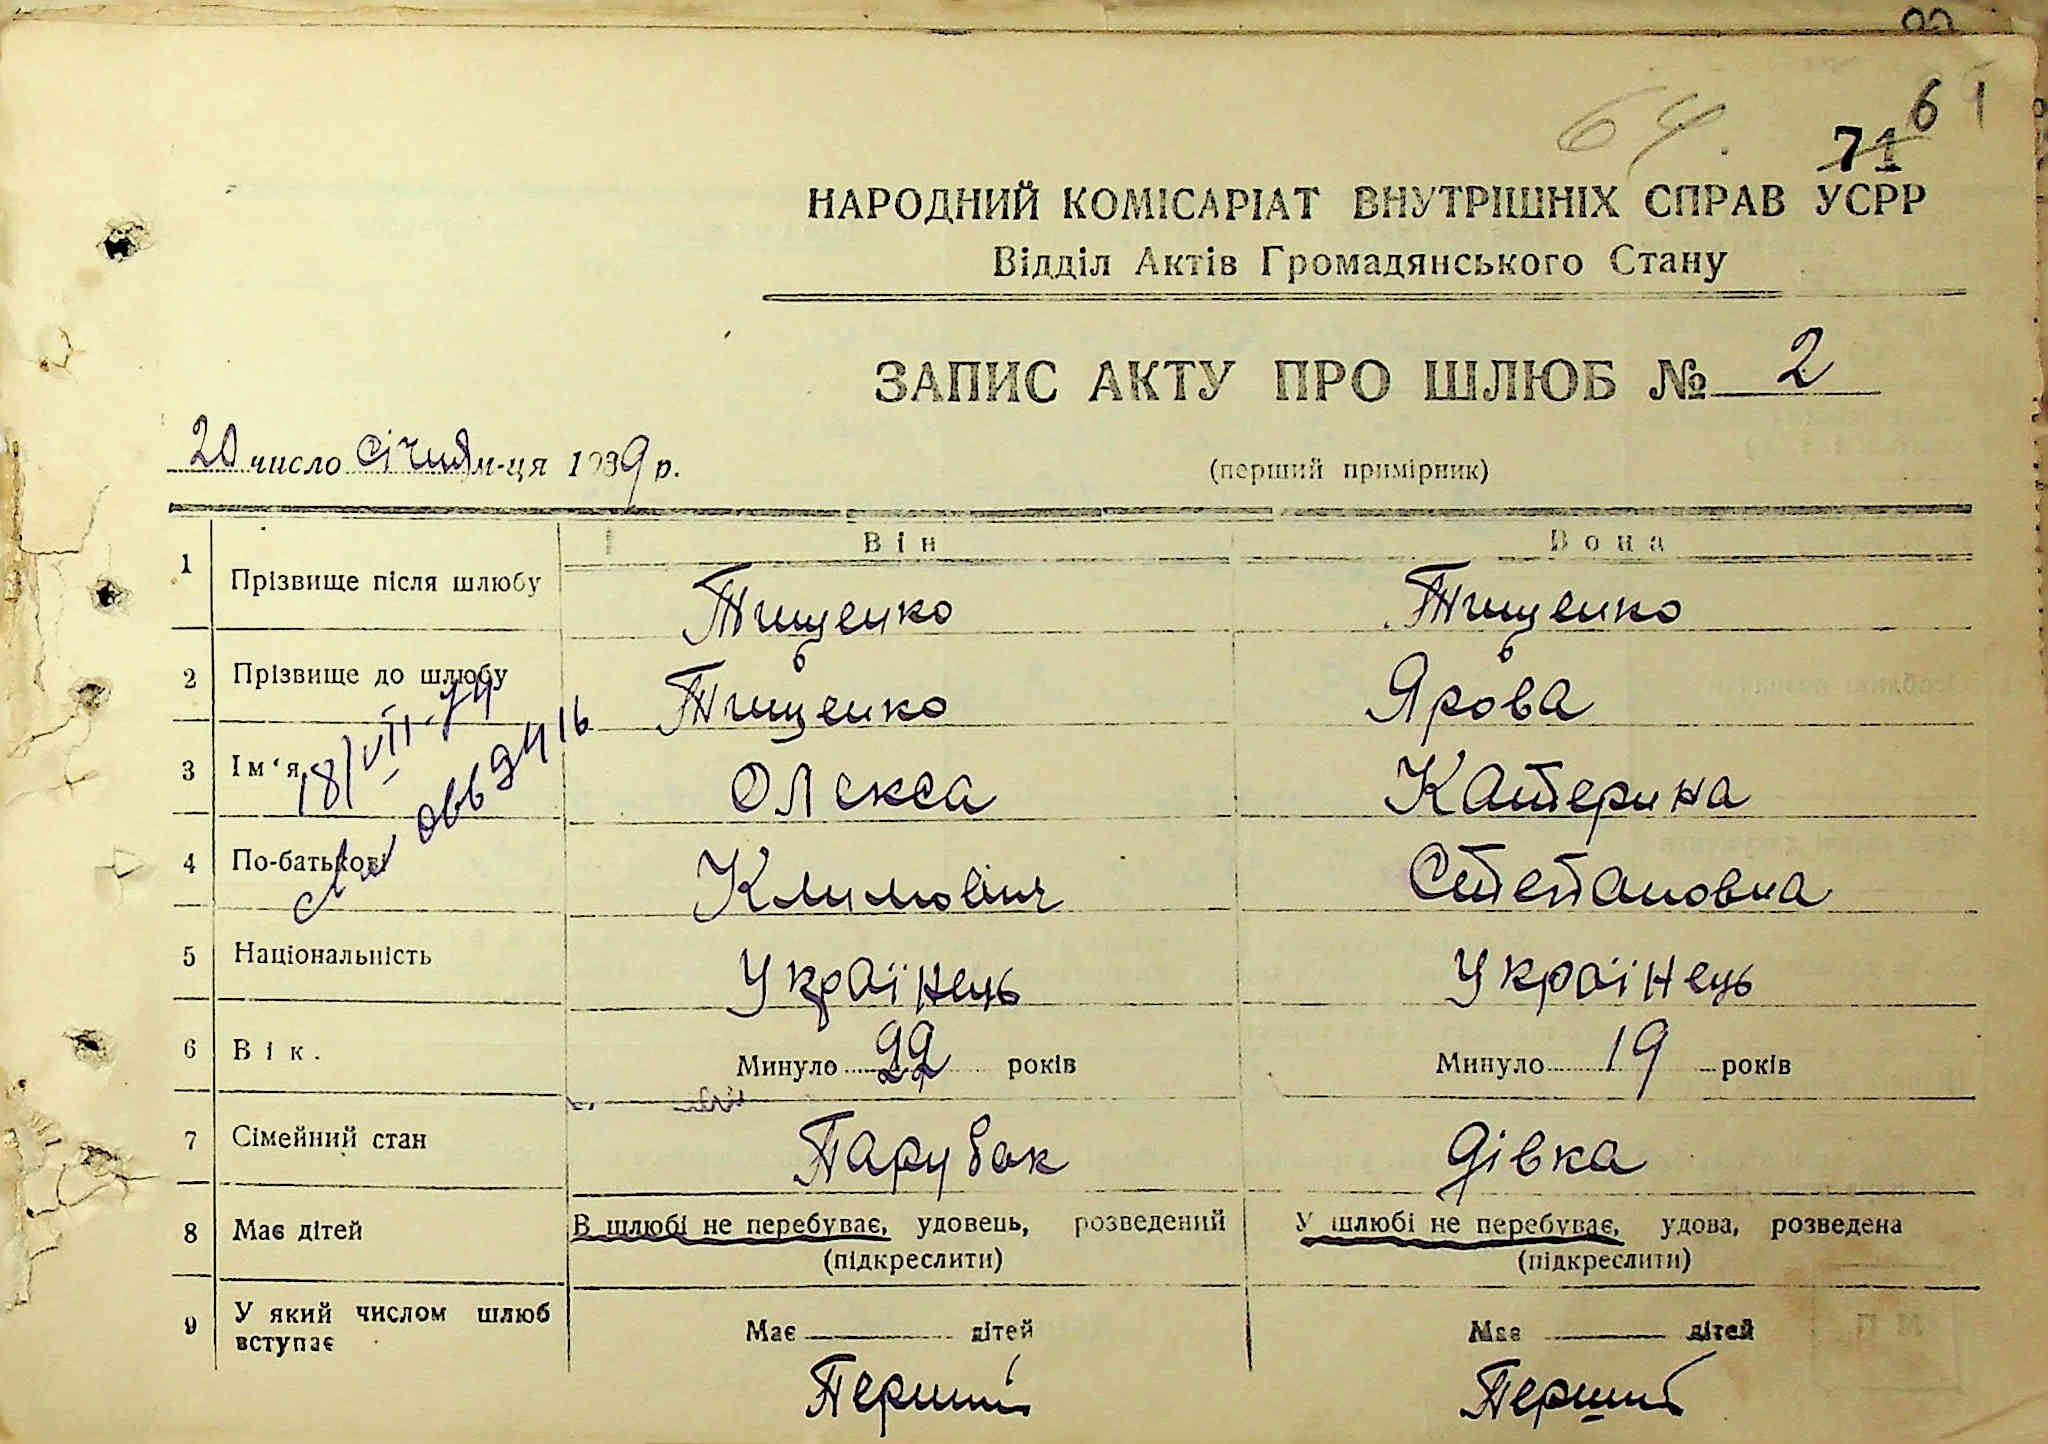 64. 71 61
НАРОДНИЙ КОМІСАРІАТ ВНУТРІШНІХ СПРАВ УСРР
Відділ Актів Громадянського Стану
ЗАПИС АКТУ ПРО ШЛЮБ № 2
20 число січня м-ця 1939 р. (перший примірник)
Він Вона
1 Прізвище після шлюбу Тищенко Тищенко
2 Прізвище до шлюбу Тищенко Ярова
18/VII-74
3 Ім'я Олекса Катерина
4 По-батькові Климович Степановна
5 Національність Українець Українець
6 Вік. Минуло 22 років Минуло 19 років
7 Сімейний стан Парубок дівка
8 Має дітей В шлюбі не перебуває, удовець, розведений У шлюбі не перебуває, удова, розведена
(підкреслити) (підкреслити)
9 У який числом шлюб вступає Має дітей Має дітей
Перший Перший